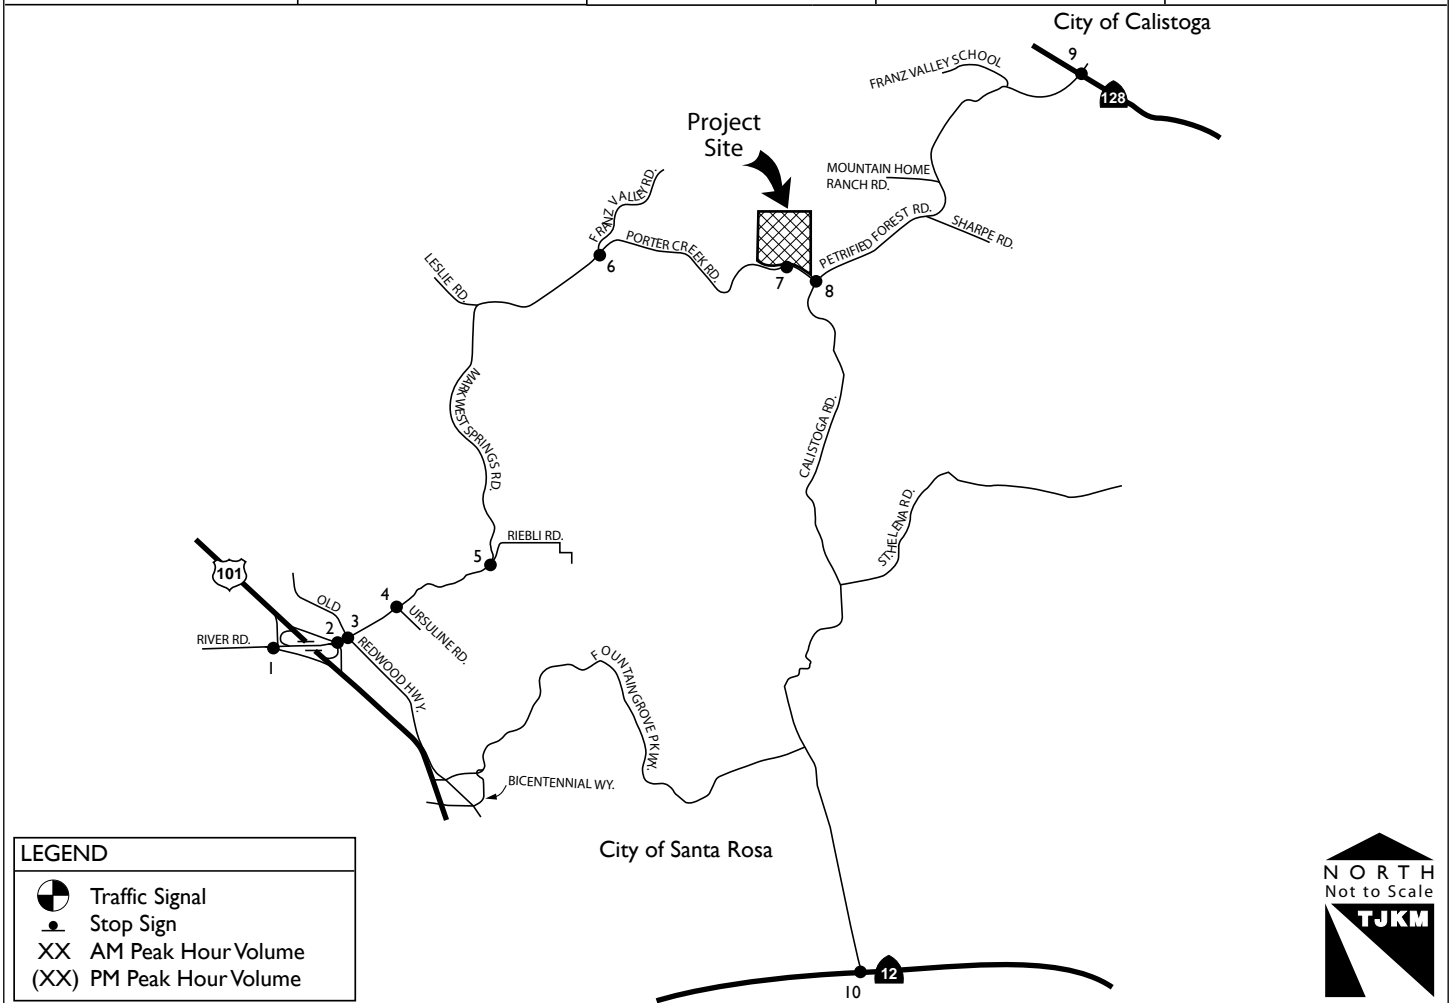 City of Calistoga
9
FRANZ VALLEY SCHOOL
128
Project
Site
MOUNTAIN HOME
RANCH RD.
FRANZ VALLEY RD.
PETRIFIED FOREST RD.
SHARPE RD.
PORTER CREEK RD.
6
LESLIE RD.
7
8
MARK WEST SPRINGS RD.
CALISTOGA RD.
ST. HELENA RD.
RIEBLI RD.
5
101
4
OLD
3
2
URSULINE RD.
RIVER RD.
REDWOOD HWY.
1
FOUNTAINGROVE PKWY.
BICENTENNIAL WY.
City of Santa Rosa
LEGEND
Traffic Signal
Stop Sign
XX AM Peak Hour Volume
(XX) PM Peak Hour Volume
NORTH
Not to Scale
TJKM
12
10